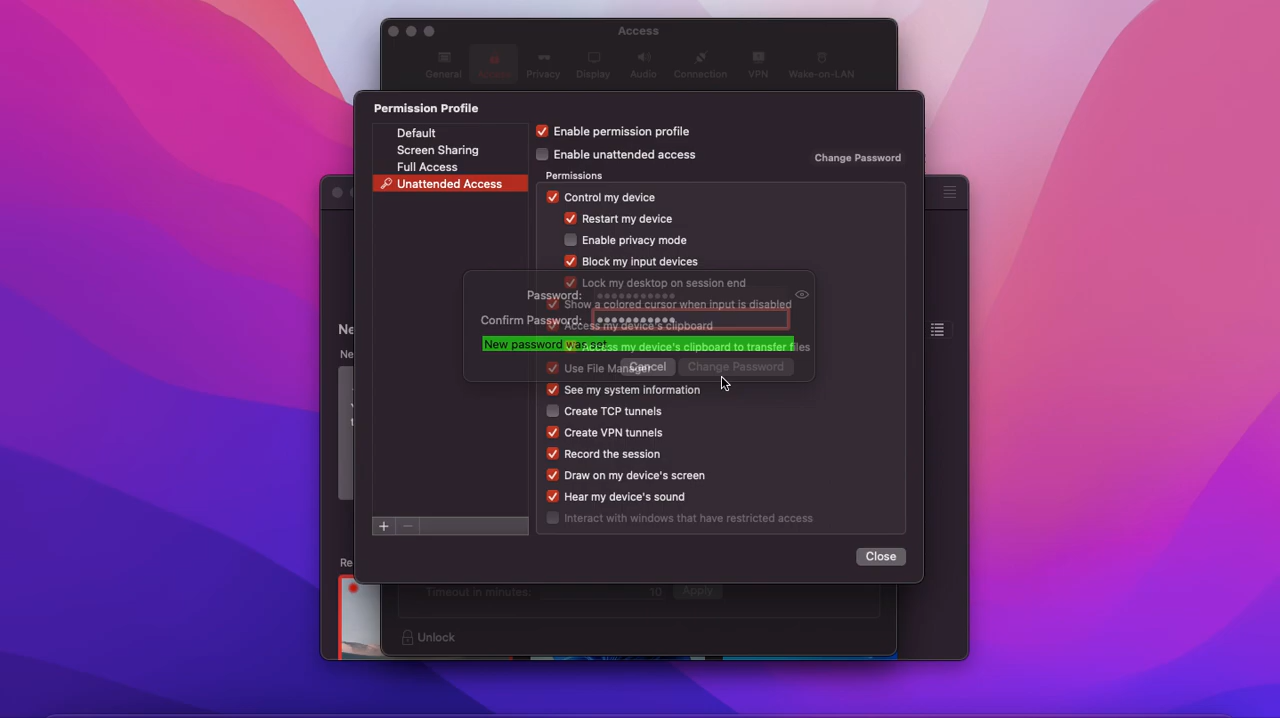 Access
General Access Privacy Display Audio Connection VPN Wake-on-LAN
Permission Profile
Default
Screen Sharing
Full Access
Unattended Access
Enable permission profile
Enable unattended access
Change Password
Permissions
Control my device
Restart my device
Enable privacy mode
Block my input devices
Lock my desktop on session end
Show a colored cursor when input is disabled
Access my device's clipboard
Access my device's clipboard to transfer files
Use File Manager
See my system information
Create TCP tunnels
Create VPN tunnels
Record the session
Draw on my device's screen
Hear my device's sound
Interact with windows that have restricted access
Password:
Confirm Password:
New password was set
Cancel Change Password
+ −
Close
Ne
Ne
Re
Timeout in minutes: 10 Apply
Unlock